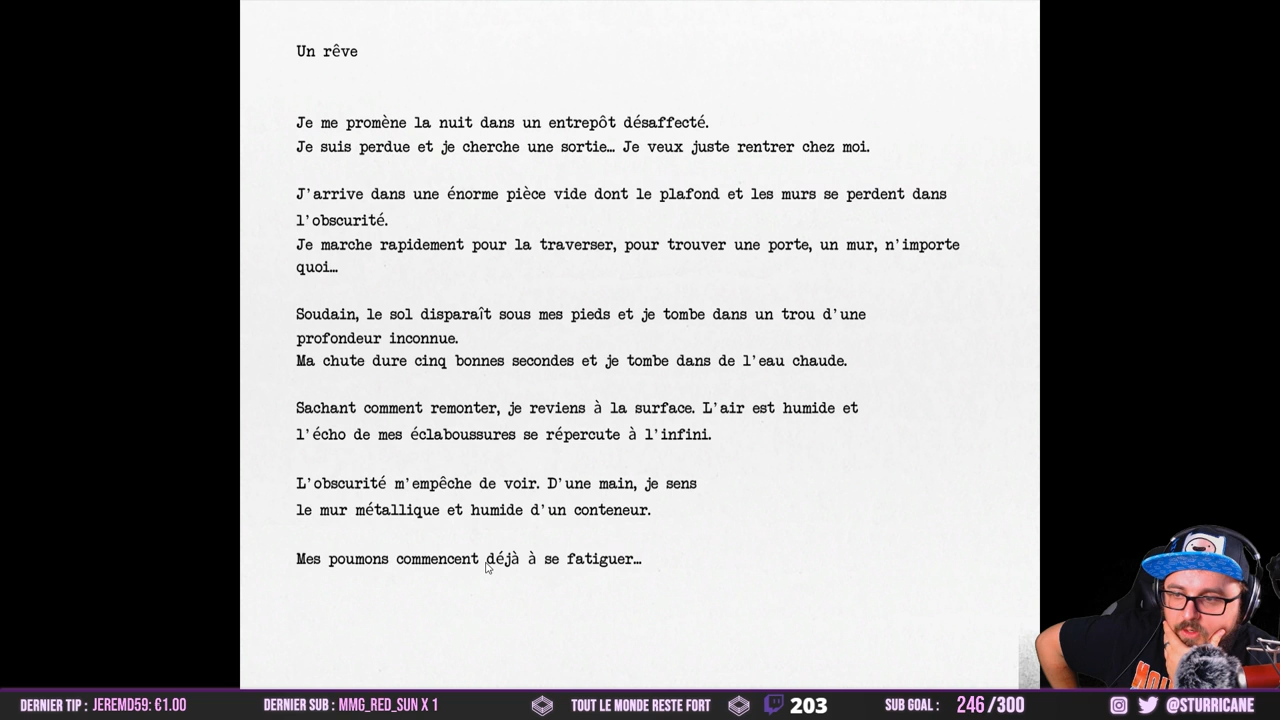 Un rêve
Je me promène la nuit dans un entrepôt désaffecté.
Je suis perdue et je cherche une sortie… Je veux juste rentrer chez moi.
J'arrive dans une énorme pièce vide dont le plafond et les murs se perdent dans
l'obscurité.
Je marche rapidement pour la traverser, pour trouver une porte, un mur, n'importe
quoi…
Soudain, le sol disparaît sous mes pieds et je tombe dans un trou d'une
profondeur inconnue.
Ma chute dure cinq bonnes secondes et je tombe dans de l'eau chaude.
Sachant comment remonter, je reviens à la surface. L'air est humide et
l'écho de mes éclaboussures se répercute à l'infini.
L'obscurité m'empêche de voir. D'une main, je sens
le mur métallique et humide d'un conteneur.
Mes poumons commencent déjà à se fatiguer…
DERNIER TIP : JEREMD59: €1.00 DERNIER SUB : MMG_RED_SUN X 1 TOUT LE MONDE RESTE FORT 203 SUB GOAL : 246/300 @STURRICANE